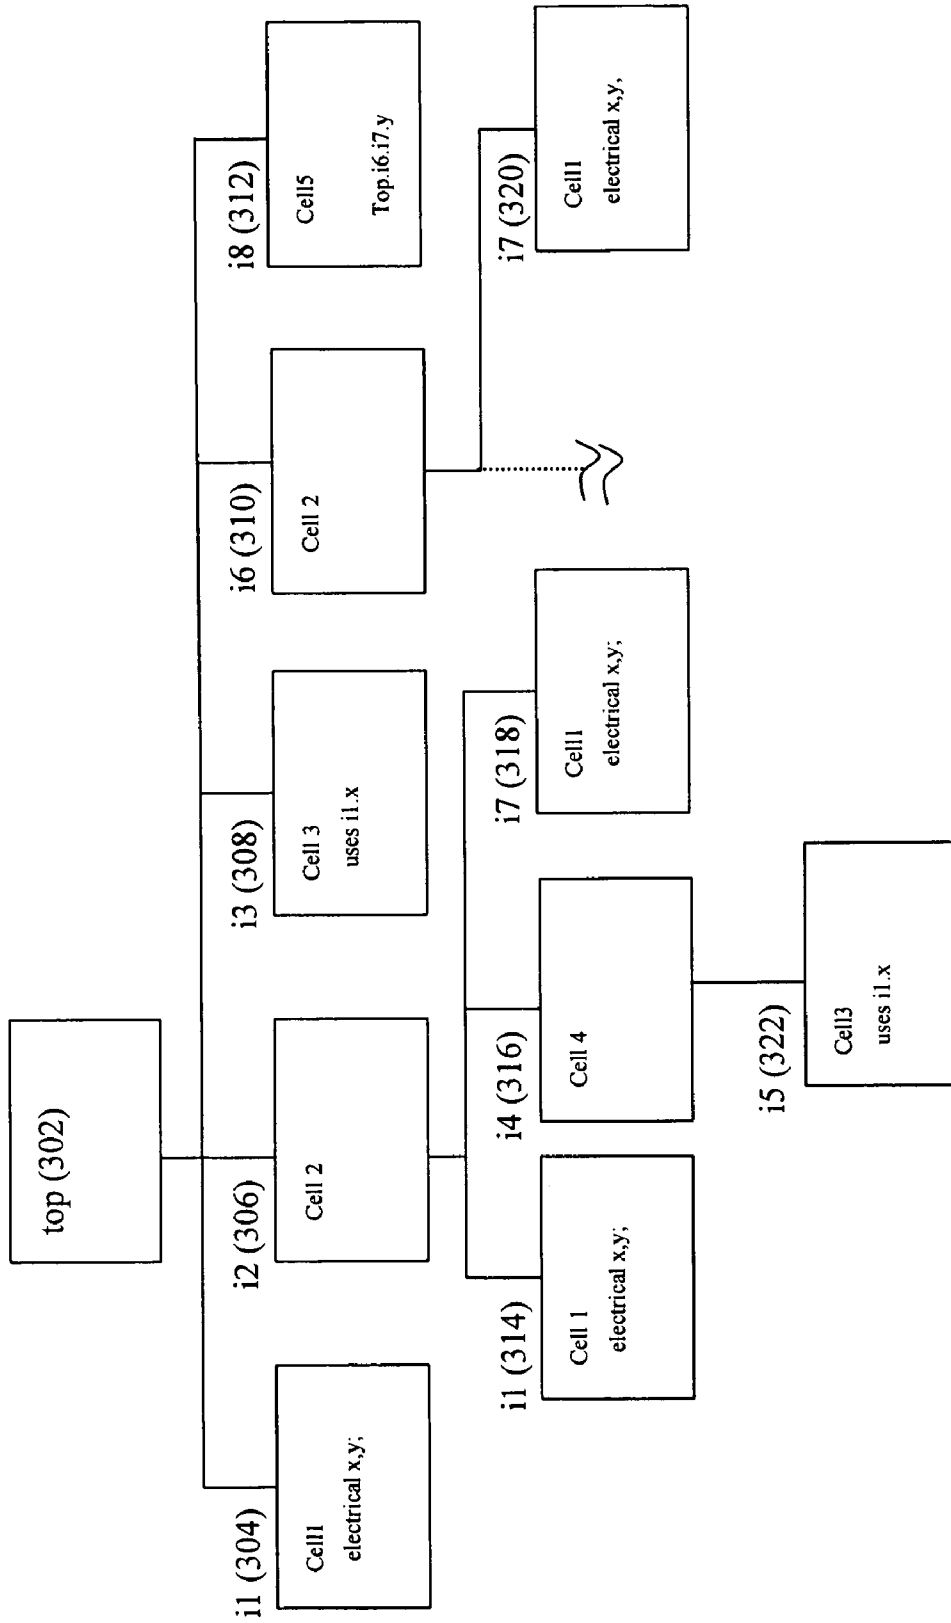 top (302)
i1 (304)
Cell1
electrical x,y;
i2 (306)
Cell 2
i3 (308)
Cell 3
uses i1.x
i6 (310)
Cell 2
i8 (312)
Cell5
Top.i6.i7.y
i1 (314)
Cell 1
electrical x,y;
i4 (316)
Cell 4
i7 (318)
Cell1
electrical x,y;
i7 (320)
Cell1
electrical x,y,
i5 (322)
Cell3
uses i1.x